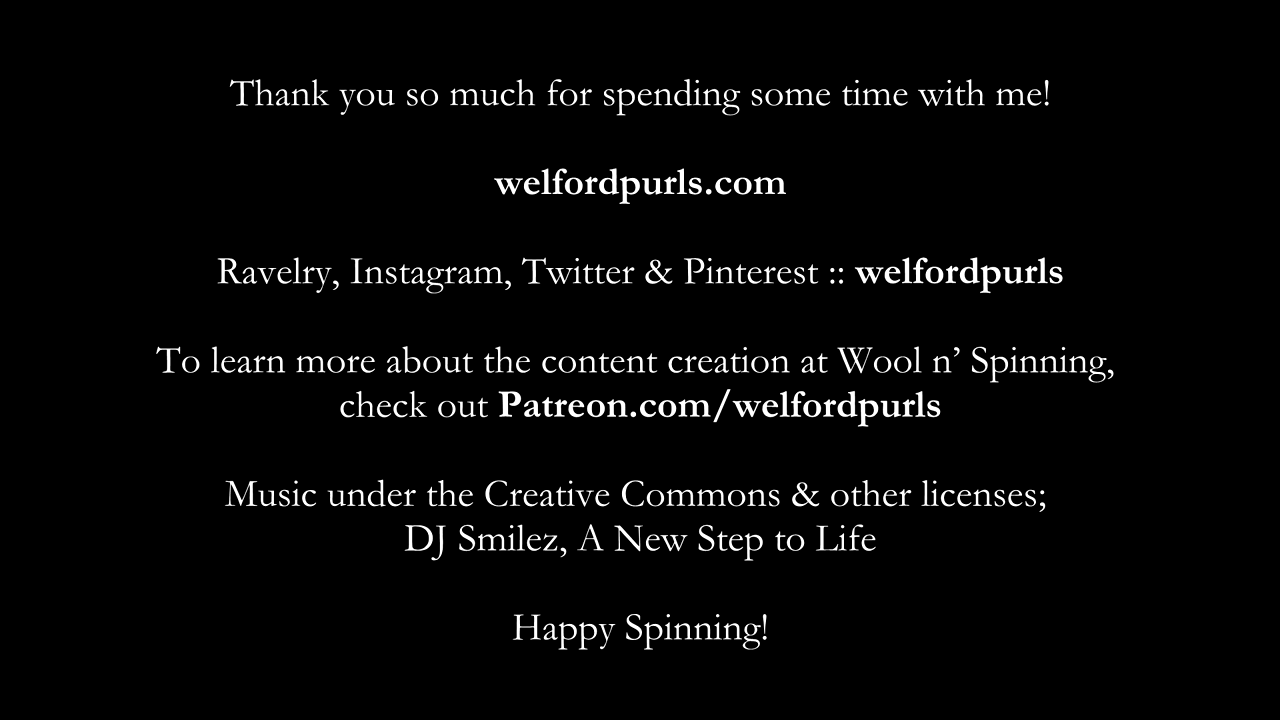 Thank you so much for spending some time with me!
welfordpurls.com
Ravelry, Instagram, Twitter & Pinterest :: welfordpurls
To learn more about the content creation at Wool n’ Spinning,
check out Patreon.com/welfordpurls
Music under the Creative Commons & other licenses;
DJ Smilez, A New Step to Life
Happy Spinning!